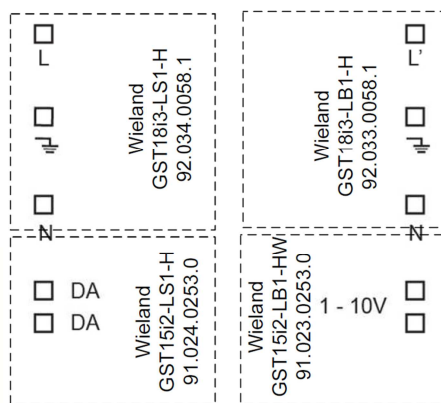 L
N
Wieland
GST18i3-LS1-H
92.034.0058.1
Wieland
GST18i3-LB1-H
92.033.0058.1
L'
N
DA
DA
Wieland
GST15i2-LS1-H
91.024.0253.0
Wieland
GST15i2-LB1-HW
91.023.0253.0
1 - 10V